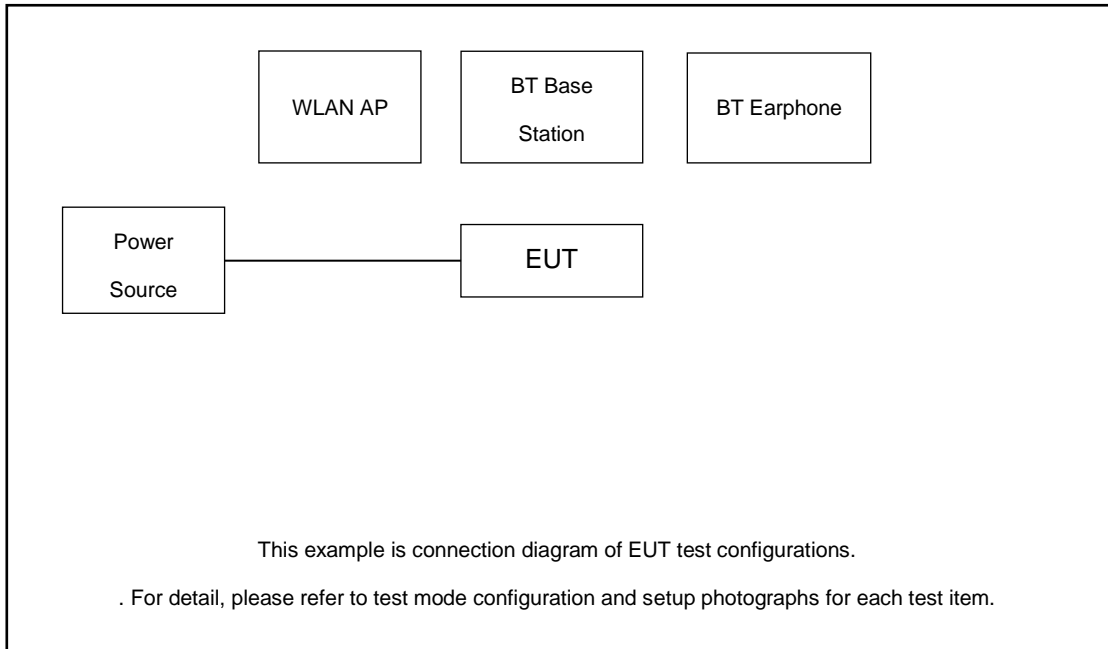 WLAN AP
BT Base
Station
BT Earphone
Power
Source
EUT
This example is connection diagram of EUT test configurations.
. For detail, please refer to test mode configuration and setup photographs for each test item.